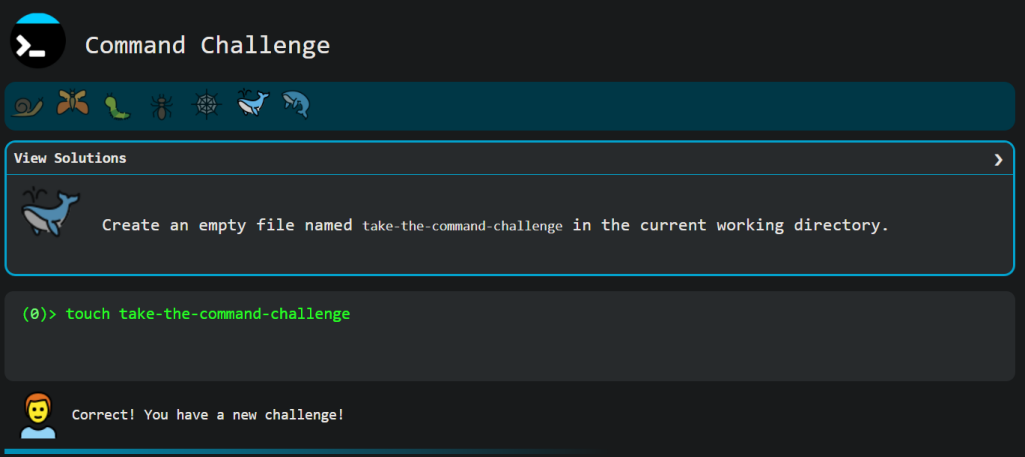 Command Challenge
View Solutions
Create an empty file named take-the-command-challenge in the current working directory.
(0)> touch take-the-command-challenge
Correct! You have a new challenge!